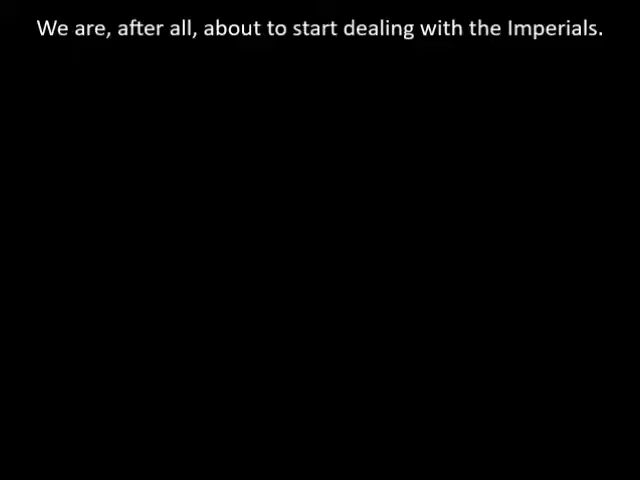 We are, after all, about to start dealing with the Imperials.